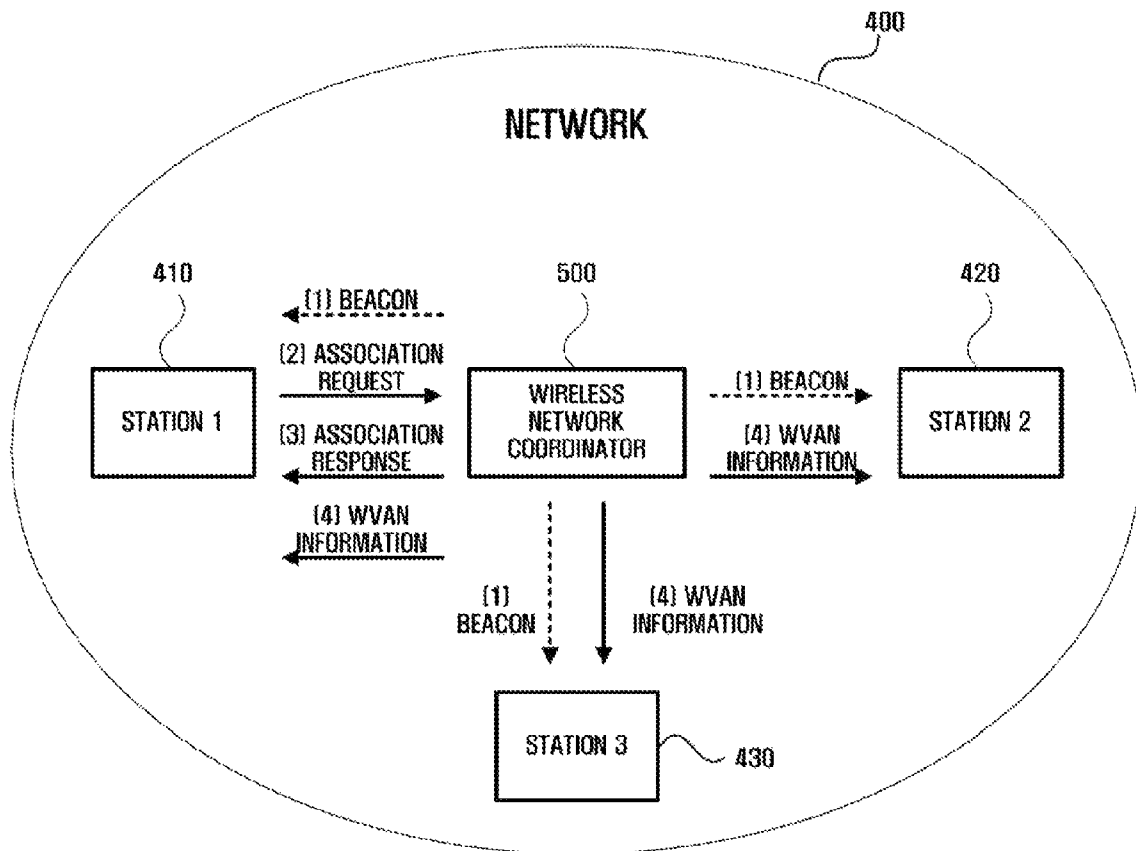 400
NETWORK
410
500
420
(1) BEACON
(2) ASSOCIATION
REQUEST
(3) ASSOCIATION
RESPONSE
(4) WVAN
INFORMATION
STATION 1
WIRELESS
NETWORK
COORDINATOR
(1) BEACON
(4) WVAN
INFORMATION
STATION 2
(1)
BEACON
(4) WVAN
INFORMATION
STATION 3
430